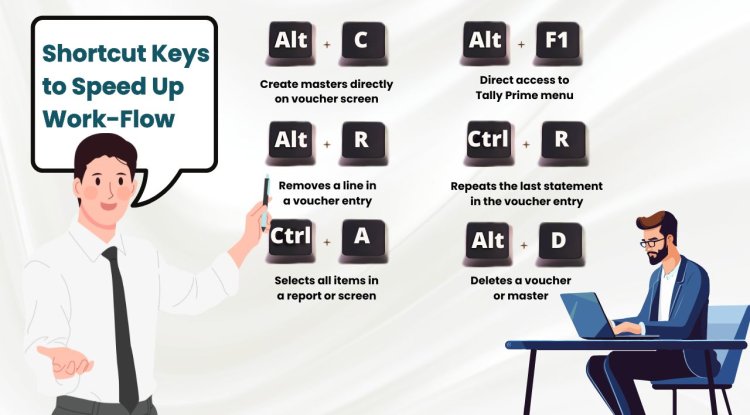 Shortcut Keys
to Speed Up
Work-Flow
Alt + C
Create masters directly
on voucher screen
Alt + F1
Direct access to
Tally Prime menu
Alt + R
Removes a line in
a voucher entry
Ctrl + R
Repeats the last statement
in the voucher entry
Ctrl + A
Selects all items in
a report or screen
Alt + D
Deletes a voucher
or master